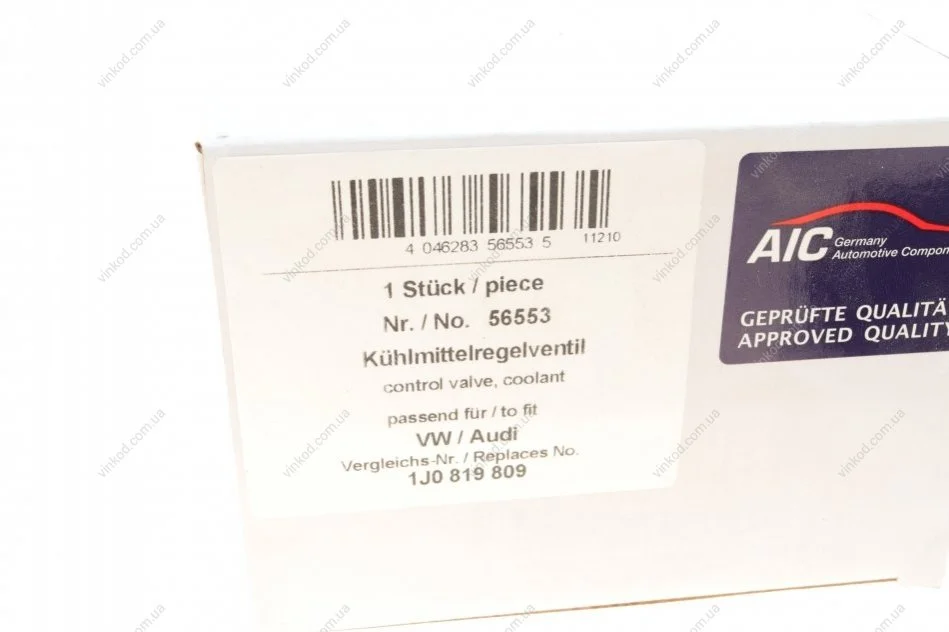 4 046283 56553 5 11210
1 Stück / piece
Nr. / No. 56553
Kühlmittelregelventil
control valve, coolant
passend für / to fit
VW / Audi
Vergleichs-Nr. / Replaces No.
1J0 819 809
AIC Germany
Automotive Compon
GEPRÜFTE QUALITÄ
APPROVED QUALITY
vinkod.com.ua